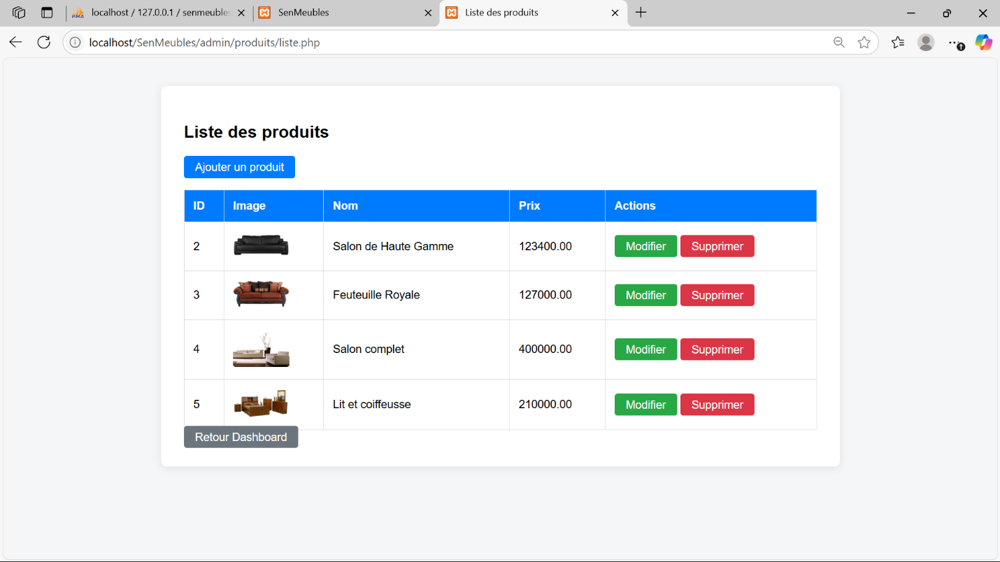 localhost / 127.0.0.1 / senmeubles
SenMeubles
Liste des produits
localhost/SenMeubles/admin/produits/liste.php
Liste des produits
Ajouter un produit
ID Image Nom Prix Actions
2 Salon de Haute Gamme 123400.00 Modifier Supprimer
3 Feuteuille Royale 127000.00 Modifier Supprimer
4 Salon complet 400000.00 Modifier Supprimer
5 Lit et coiffeusse 210000.00 Modifier Supprimer
Retour Dashboard